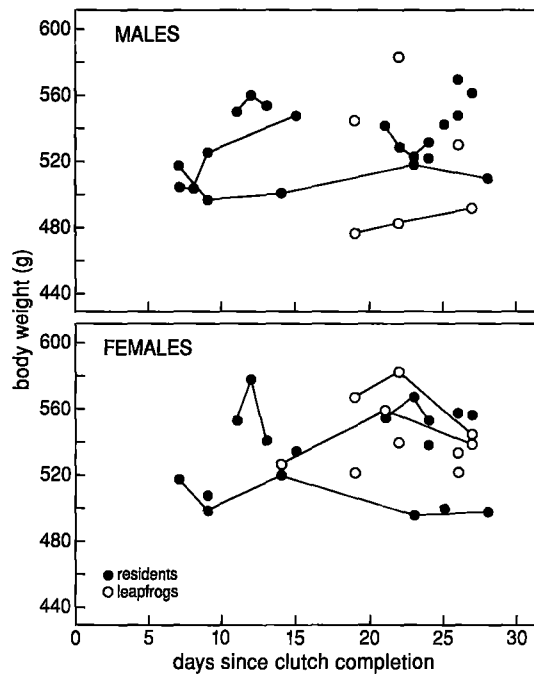 MALES
600
560
520
480
440
body weight (g)
FEMALES
600
560
520
480
440
residents
leapfrogs
0 5 10 15 20 25 30
days since clutch completion